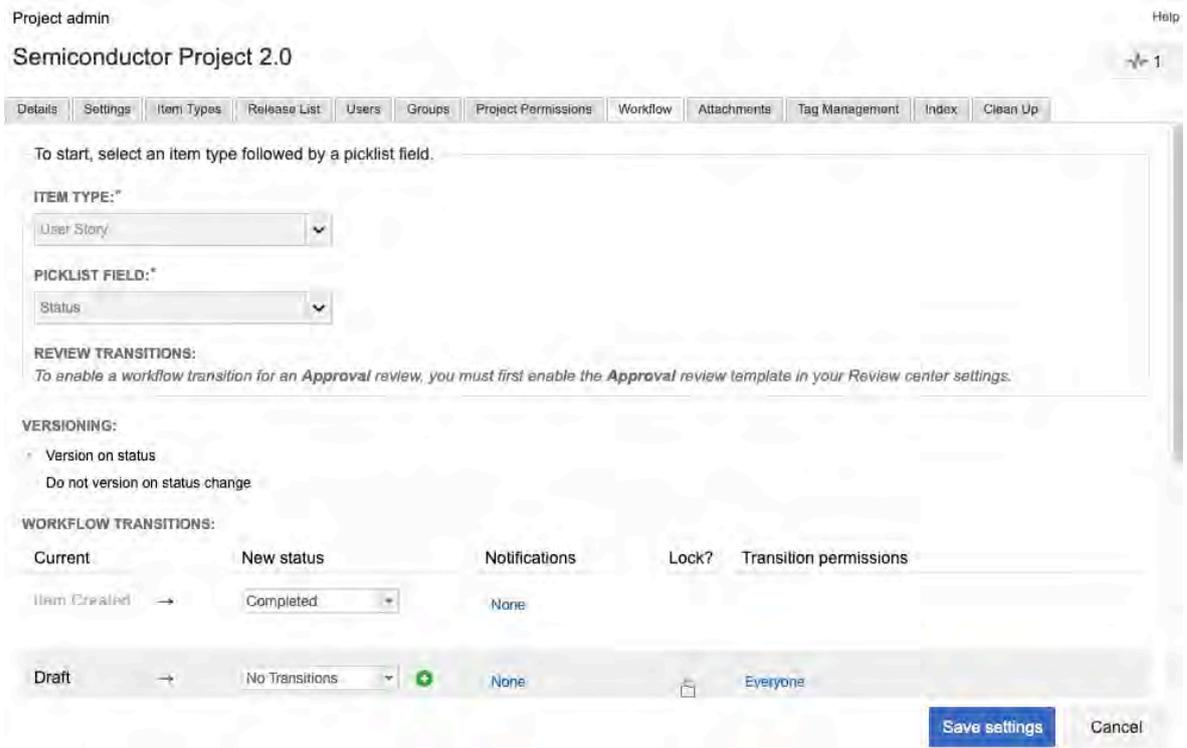 Project admin
Help
Semiconductor Project 2.0
1
Details Settings Item Types Release List Users Groups Project Permissions Workflow Attachments Tag Management Index Clean Up
To start, select an item type followed by a picklist field.
ITEM TYPE:*
User Story
PICKLIST FIELD:*
Status
REVIEW TRANSITIONS:
To enable a workflow transition for an Approval review, you must first enable the Approval review template in your Review center settings.
VERSIONING:
Version on status
Do not version on status change
WORKFLOW TRANSITIONS:
Current New status Notifications Lock? Transition permissions
Item Created → Completed None
Draft → No Transitions None Everyone
Save settings Cancel